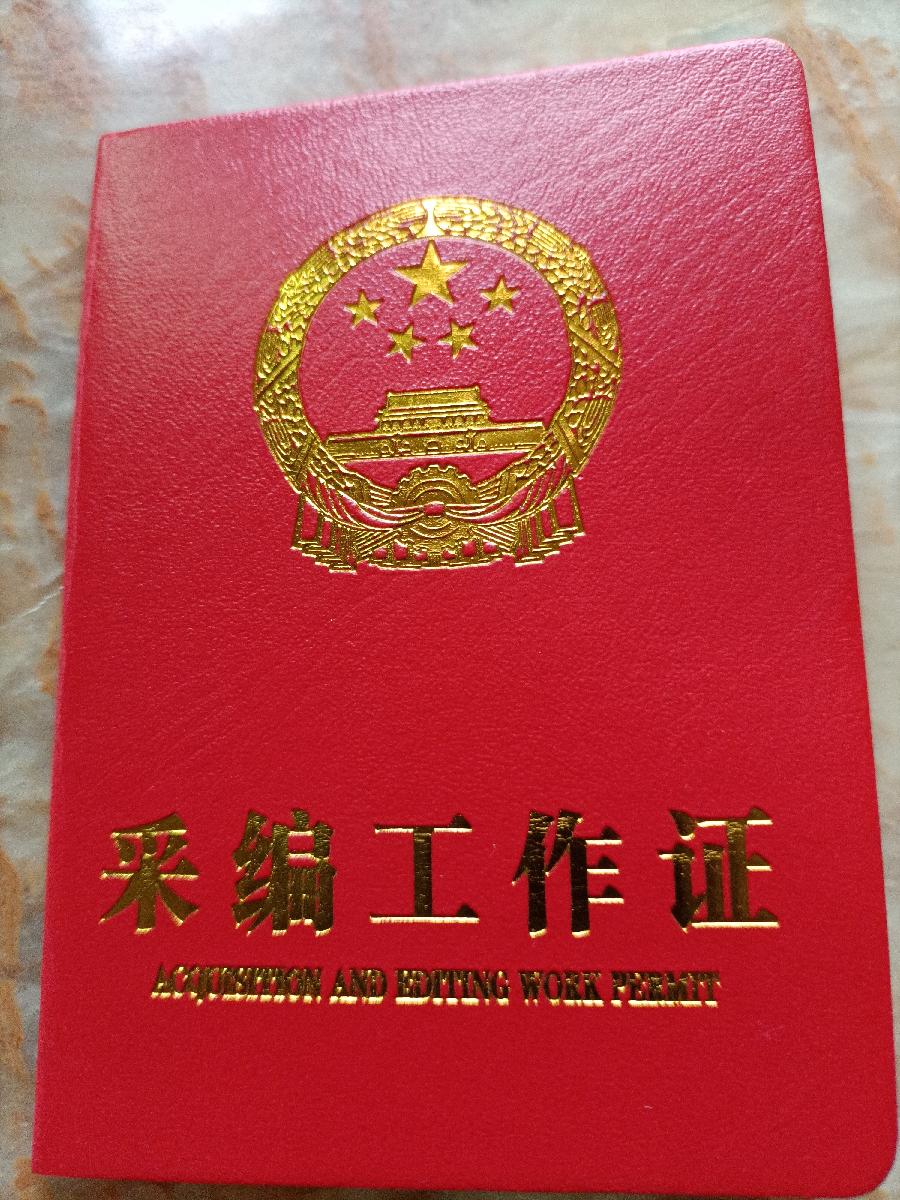 采编工作证
ACQUISITION AND EDITING WORK PERMIT